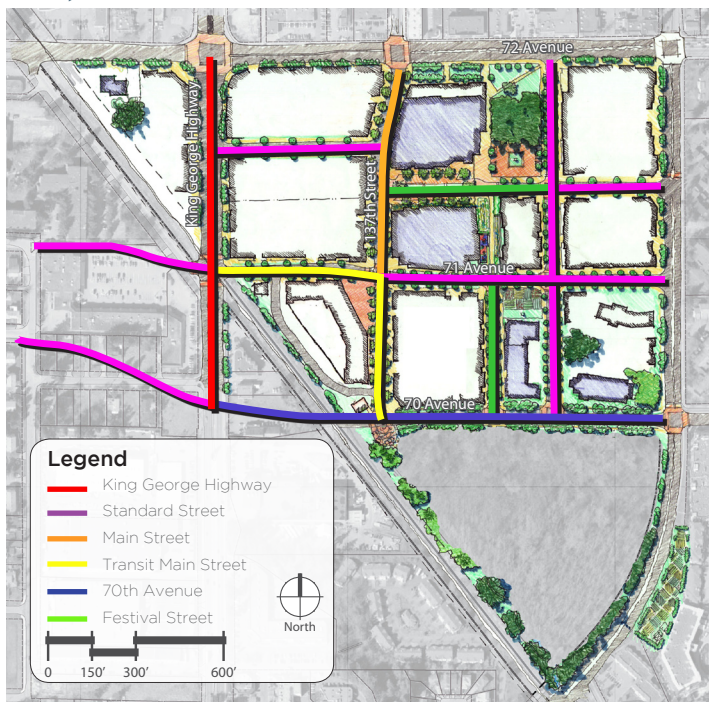 72 Avenue
King George Highway
137th Street
71 Avenue
70 Avenue
Legend
King George Highway
Standard Street
Main Street
Transit Main Street
70th Avenue
Festival Street
North
0 150' 300' 600'